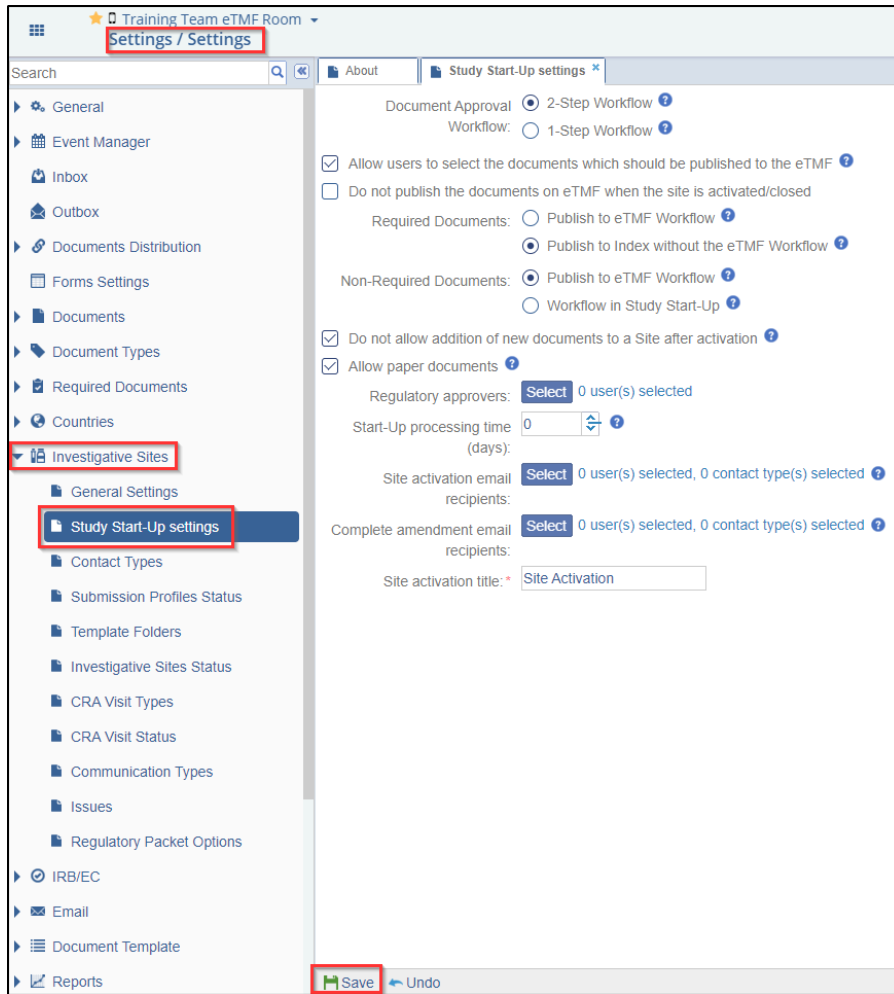 Training Team eTMF Room
Settings / Settings
Search
General
Event Manager
Inbox
Outbox
Documents Distribution
Forms Settings
Documents
Document Types
Required Documents
Countries
Investigative Sites
General Settings
Study Start-Up settings
Contact Types
Submission Profiles Status
Template Folders
Investigative Sites Status
CRA Visit Types
CRA Visit Status
Communication Types
Issues
Regulatory Packet Options
IRB/EC
Email
Document Template
Reports
About
Study Start-Up settings
Document Approval
Workflow:
2-Step Workflow
1-Step Workflow
Allow users to select the documents which should be published to the eTMF
Do not publish the documents on eTMF when the site is activated/closed
Required Documents: Publish to eTMF Workflow
Publish to Index without the eTMF Workflow
Non-Required Documents: Publish to eTMF Workflow
Workflow in Study Start-Up
Do not allow addition of new documents to a Site after activation
Allow paper documents
Regulatory approvers: Select 0 user(s) selected
Start-Up processing time
(days):
0
Site activation email
recipients:
Select 0 user(s) selected, 0 contact type(s) selected
Complete amendment email
recipients:
Select 0 user(s) selected, 0 contact type(s) selected
Site activation title:* Site Activation
Save Undo